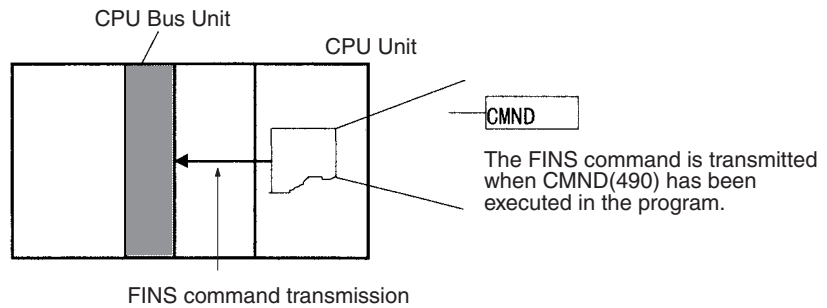 CPU Bus Unit
CPU Unit
CMND
The FINS command is transmitted
when CMND(490) has been
executed in the program.
FINS command transmission